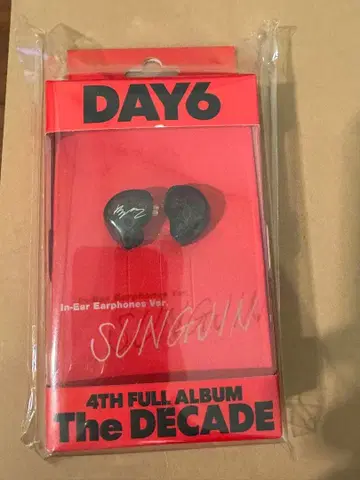 DAY6
In-Ear Earphones Ver.
SUNGJIN
4TH FULL ALBUM
The DECADE